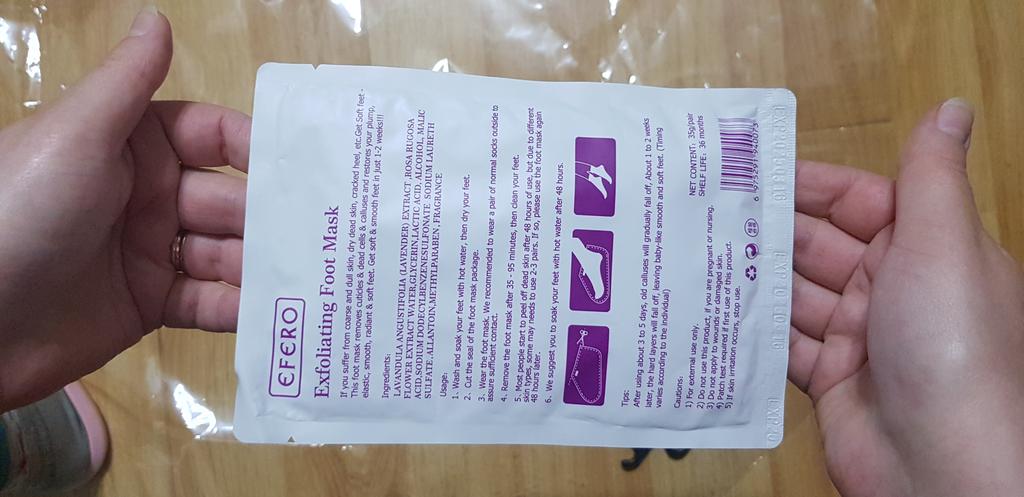 EFERO
Exfoliating Foot Mask
If you suffer from coarse and dull skin, dry dead skin, cracked heel, etc.Get Soft feet -
This foot mask removes cuticles & dead cells & calluses and restores your plump,
elastic, smooth, radiant & soft feet. Get soft & smooth feet in just 1-2 weeks!!!
Ingredients:
LAVANDULA ANGUSTIFOLIA (LAVENDER) EXTRACT ,ROSA RUGOSA
FLOWER EXTRACT,WATER,GLYCERIN,LACTIC ACID, ALCOHOL, MALIC
ACID,SODIUM DODECYLBENZENESULFONATE SODIUM LAURETH
SULFATE, ALLANTOIN,METHYLPARABEN ,FRAGRANCE
Usage:
1. Wash and soak your feet with hot water, then dry your feet.
2. Cut the seal of the foot mask package.
3. Wear the foot mask. We recommended to wear a pair of normal socks outside to
assure sufficient contact.
4. Remove the foot mask after 35 - 95 minutes, then clean your feet.
5. Most people start to peel off dead skin after 48 hours of use, but due to different
skin types, some may needs to use 2-3 pairs. If so, please use the foot mask again
48 hours later.
6. We suggest you to soak your feet with hot water after 48 hours.
Tips:
After using about 3 to 5 days, old calluses will gradually fall off, About 1 to 2 weeks
later, the hard layers will fall off, leaving baby-like smooth and soft feet. (Timing
varies according to the individual)
Cautions:
1) For external use only.
2) Do not use this product, if you are pregnant or nursing.
3) Do not apply to wounds or damaged skin.
4) Patch test required if first use of this product.
5) If skin irritation occurs, stop use.
NET CONTENT: 35g/pair
SHELF LIFE: 36 months